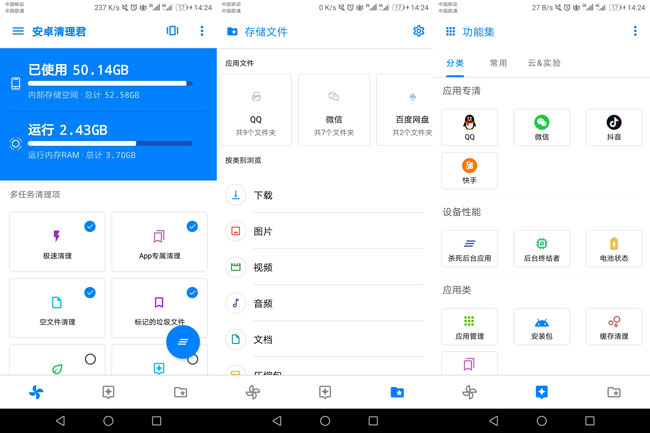 中国移动
中国联通
237 K/s
17
14:24
安卓清理君
已使用 50.14GB
内部存储空间 · 总计 52.58GB
运行 2.43GB
运行内存RAM · 总计 3.70GB
多任务清理项
极速清理
App专属清理
空文件清理
标记的垃圾文件
中国移动
中国联通
0 K/s
17
14:24
存储文件
应用文件
QQ
共9个文件夹
微信
共7个文件夹
百度网盘
共2个文件夹
按类别浏览
下载
图片
视频
音频
文档
压缩包
中国移动
中国联通
27 B/s
17
14:24
功能集
分类
常用
云&实验
应用专清
QQ
微信
抖音
快手
设备性能
杀死后台应用
后台终结者
电池状态
应用类
应用管理
安装包
缓存清理